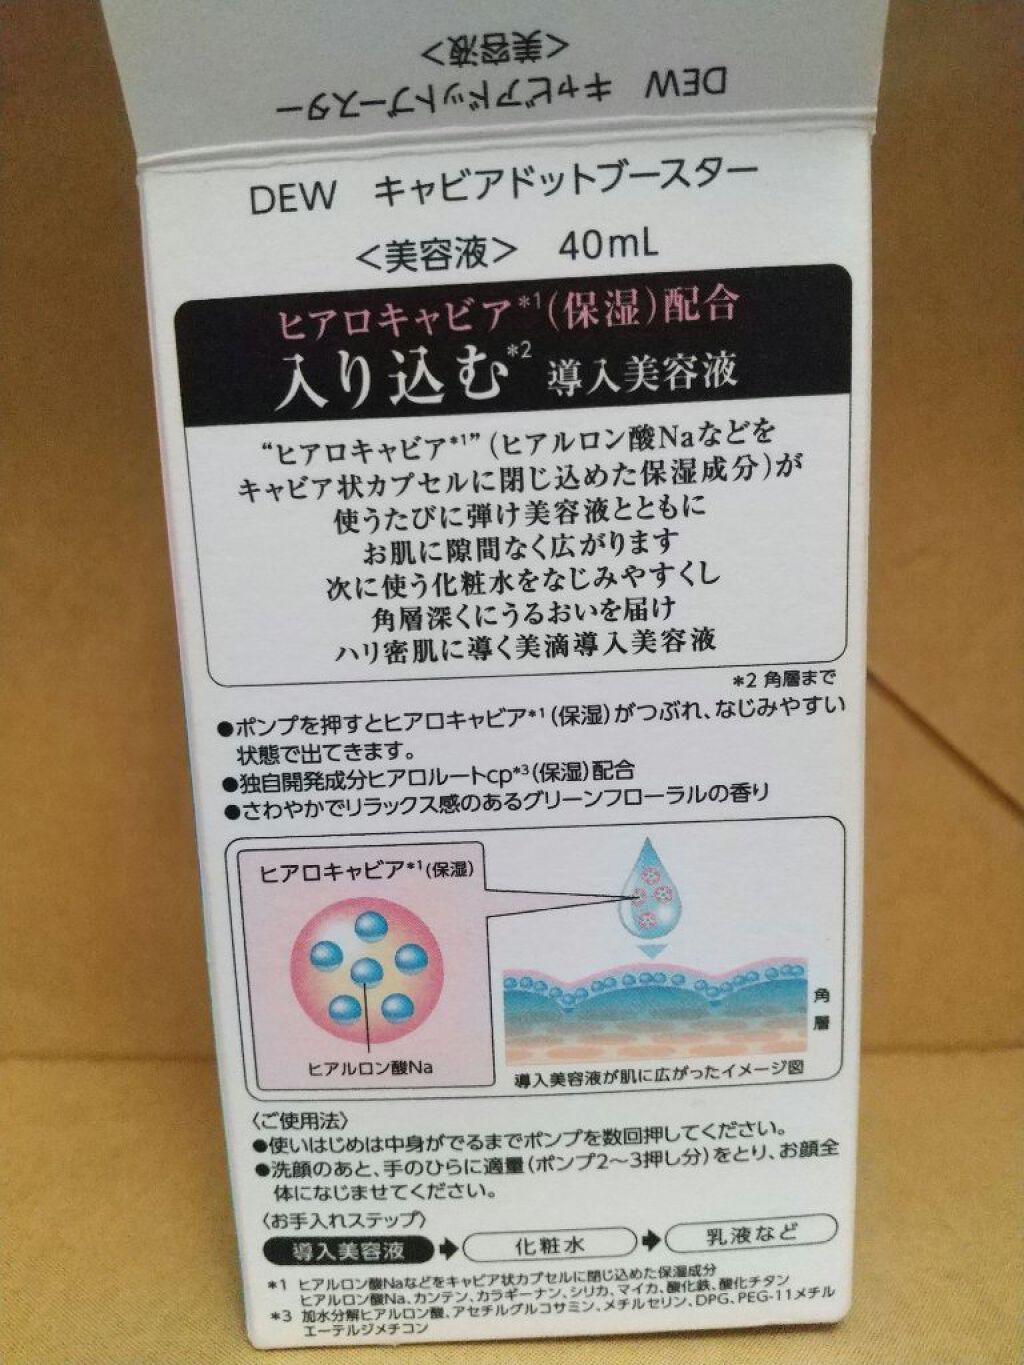 DEW キャビアドットブースター
＜美容液＞
DEW キャビアドットブースター
＜美容液＞ 40mL
ヒアロキャビア*1(保湿)配合
入り込む*2 導入美容液
“ヒアロキャビア*1”(ヒアルロン酸Naなどを
キャビア状カプセルに閉じ込めた保湿成分)が
使うたびに弾け美容液とともに
お肌に隙間なく広がります
次に使う化粧水をなじみやすくし
角層深くにうるおいを届け
ハリ密肌に導く美滴導入美容液
*2 角層まで
●ポンプを押すとヒアロキャビア*1(保湿)がつぶれ、なじみやすい
状態で出てきます。
●独自開発成分ヒアロルートcp*3(保湿)配合
●さわやかでリラックス感のあるグリーンフローラルの香り
ヒアロキャビア*1(保湿)
ヒアルロン酸Na
角層
導入美容液が肌に広がったイメージ図
〈ご使用法〉
●使いはじめは中身がでるまでポンプを数回押してください。
●洗顔のあと、手のひらに適量(ポンプ2〜3押し分)をとり、お顔全
体になじませてください。
〈お手入れステップ〉
導入美容液 → 化粧水 → 乳液など
*1 ヒアルロン酸Naなどをキャビア状カプセルに閉じ込めた保湿成分
ヒアルロン酸Na、カンテン、カラギーナン、シリカ、マイカ、酸化鉄、酸化チタン
*3 加水分解ヒアルロン酸、アセチルグルコサミン、メチルセリン、DPG、PEG-11メチル
エーテルジメチコン